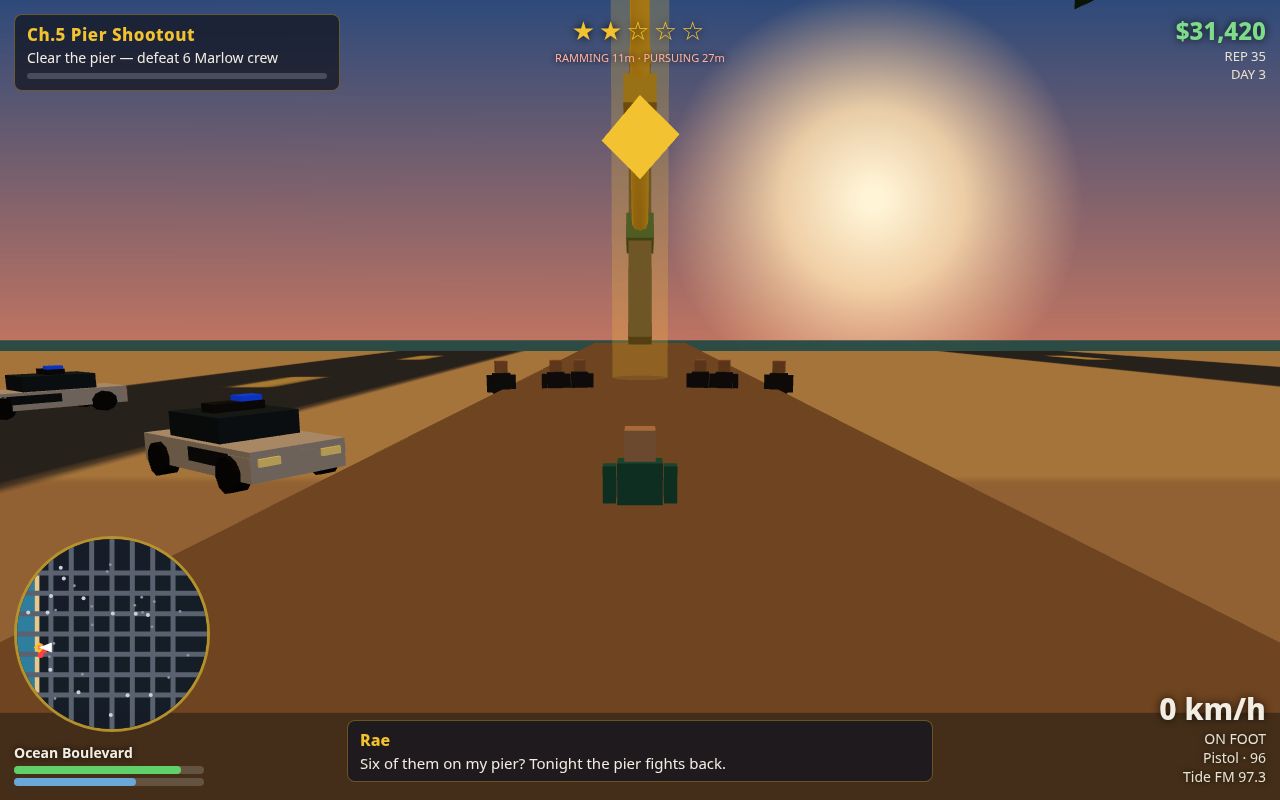 Ch.5 Pier Shootout
Clear the pier — defeat 6 Marlow crew
★★☆☆☆
RAMMING 11m · PURSUING 27m
$31,420
REP 35
DAY 3
Ocean Boulevard
Rae
Six of them on my pier? Tonight the pier fights back.
0 km/h
ON FOOT
Pistol · 96
Tide FM 97.3